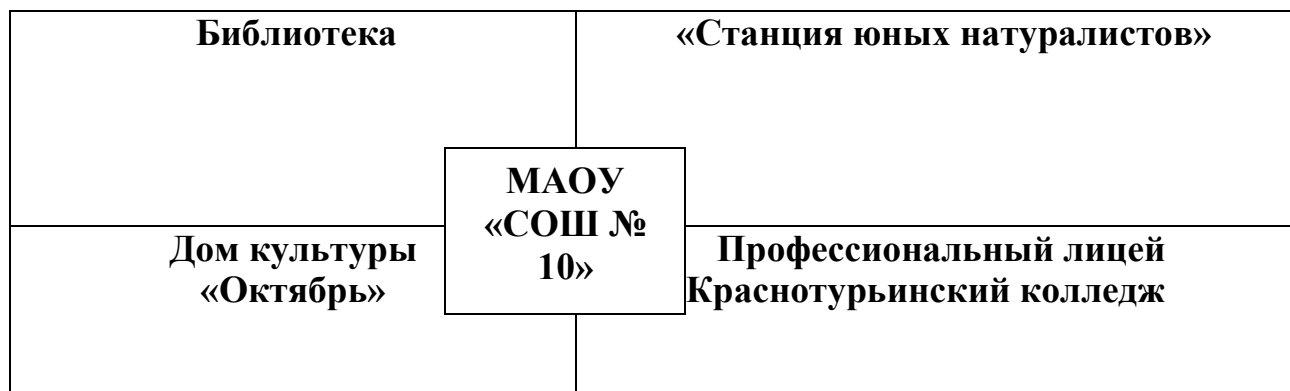 Библиотека
«Станция юных натуралистов»
МАОУ
«СОШ №
10»
Дом культуры
«Октябрь»
Профессиональный лицей
Краснотурьинский колледж